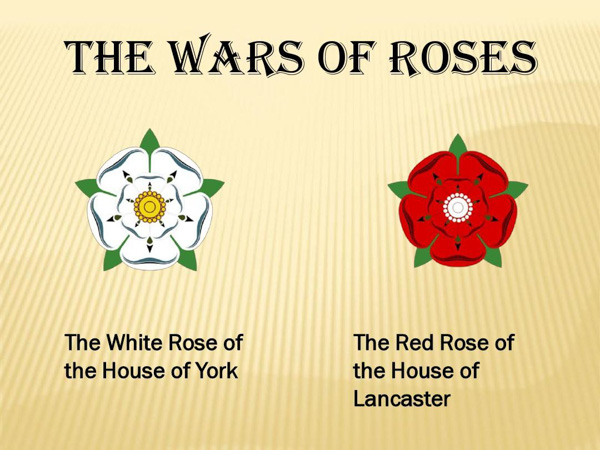 THE WARS OF ROSES
The White Rose of
the House of York
The Red Rose of
the House of
Lancaster